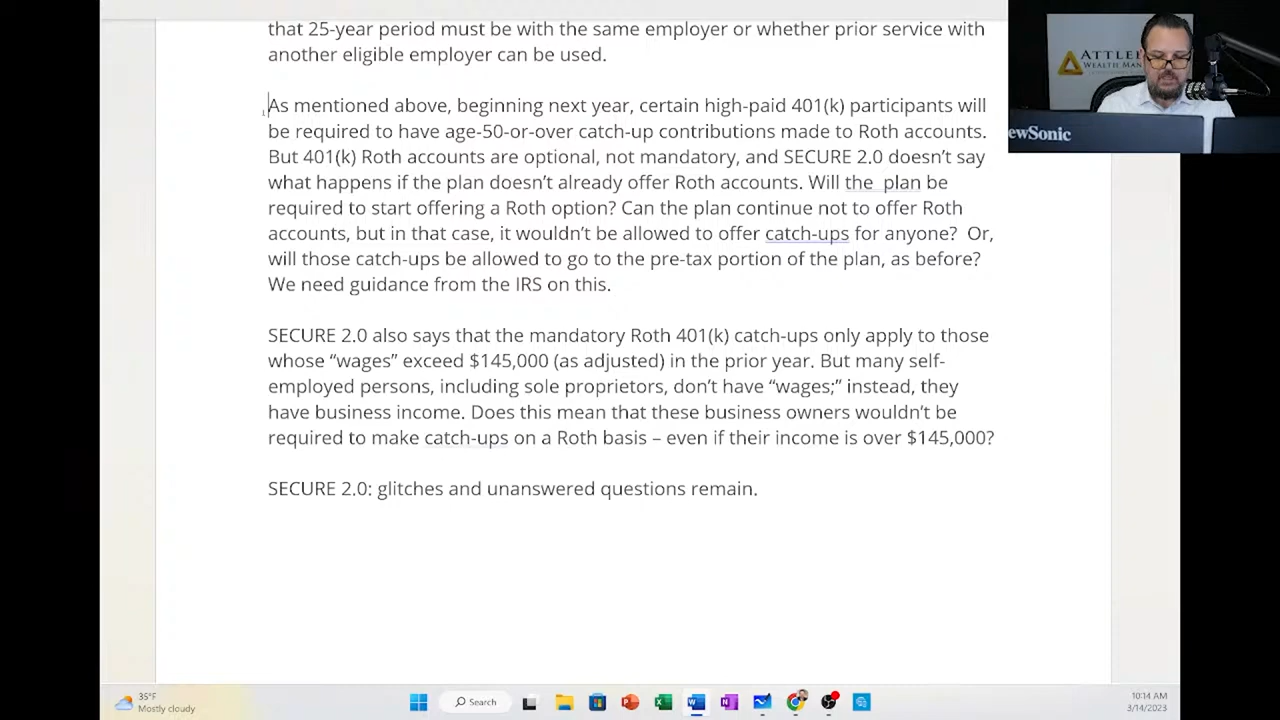 that 25-year period must be with the same employer or whether prior service with
another eligible employer can be used.
As mentioned above, beginning next year, certain high-paid 401(k) participants will
be required to have age-50-or-over catch-up contributions made to Roth accounts.
But 401(k) Roth accounts are optional, not mandatory, and SECURE 2.0 doesn’t say
what happens if the plan doesn’t already offer Roth accounts. Will the  plan be
required to start offering a Roth option? Can the plan continue not to offer Roth
accounts, but in that case, it wouldn’t be allowed to offer catch-ups for anyone?  Or,
will those catch-ups be allowed to go to the pre-tax portion of the plan, as before?
We need guidance from the IRS on this.
SECURE 2.0 also says that the mandatory Roth 401(k) catch-ups only apply to those
whose “wages” exceed $145,000 (as adjusted) in the prior year. But many self-
employed persons, including sole proprietors, don’t have “wages;” instead, they
have business income. Does this mean that these business owners wouldn’t be
required to make catch-ups on a Roth basis – even if their income is over $145,000?
SECURE 2.0: glitches and unanswered questions remain.
ATTLE
WEALTH MAN
ewSonic
35°F
Mostly cloudy
Search
10:14 AM
3/14/2023